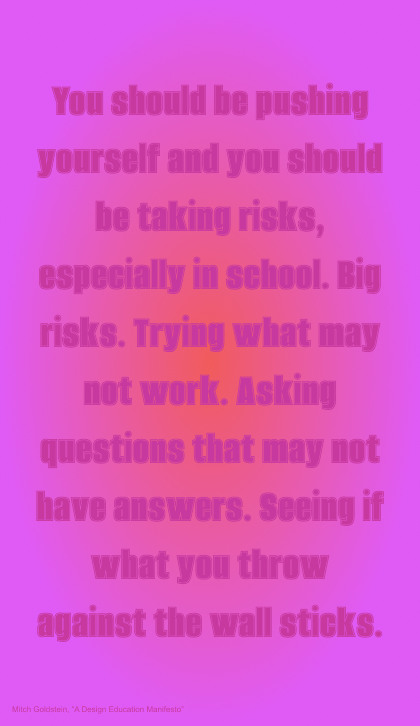 You should be pushing
yourself and you should
be taking risks,
especially in school. Big
risks. Trying what may
not work. Asking
questions that may not
have answers. Seeing if
what you throw
against the wall sticks.
Mitch Goldstein, "A Design Education Manifesto"